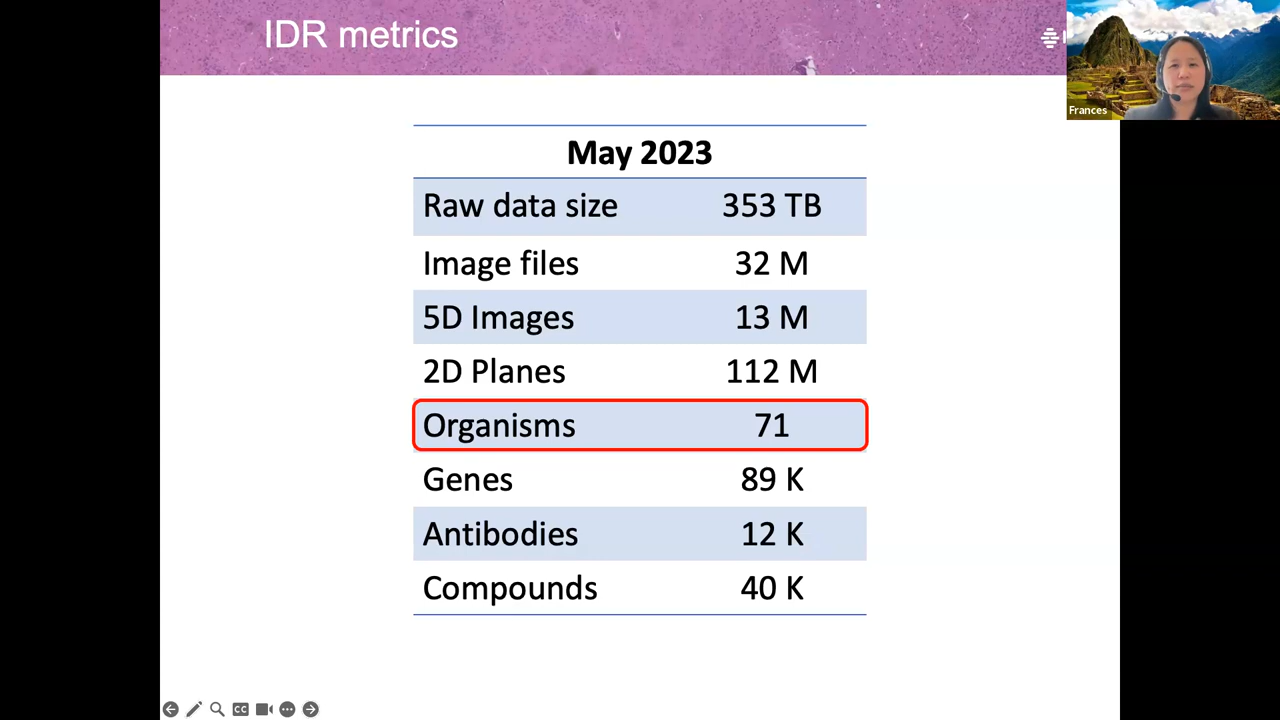 IDR metrics
Frances
May 2023
Raw data size 353 TB
Image files 32 M
5D Images 13 M
2D Planes 112 M
Organisms 71
Genes 89 K
Antibodies 12 K
Compounds 40 K
CC